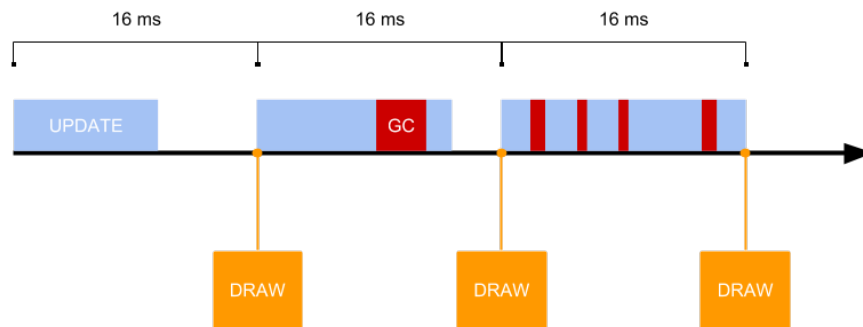 16 ms
16 ms
16 ms
UPDATE
GC
DRAW
DRAW
DRAW